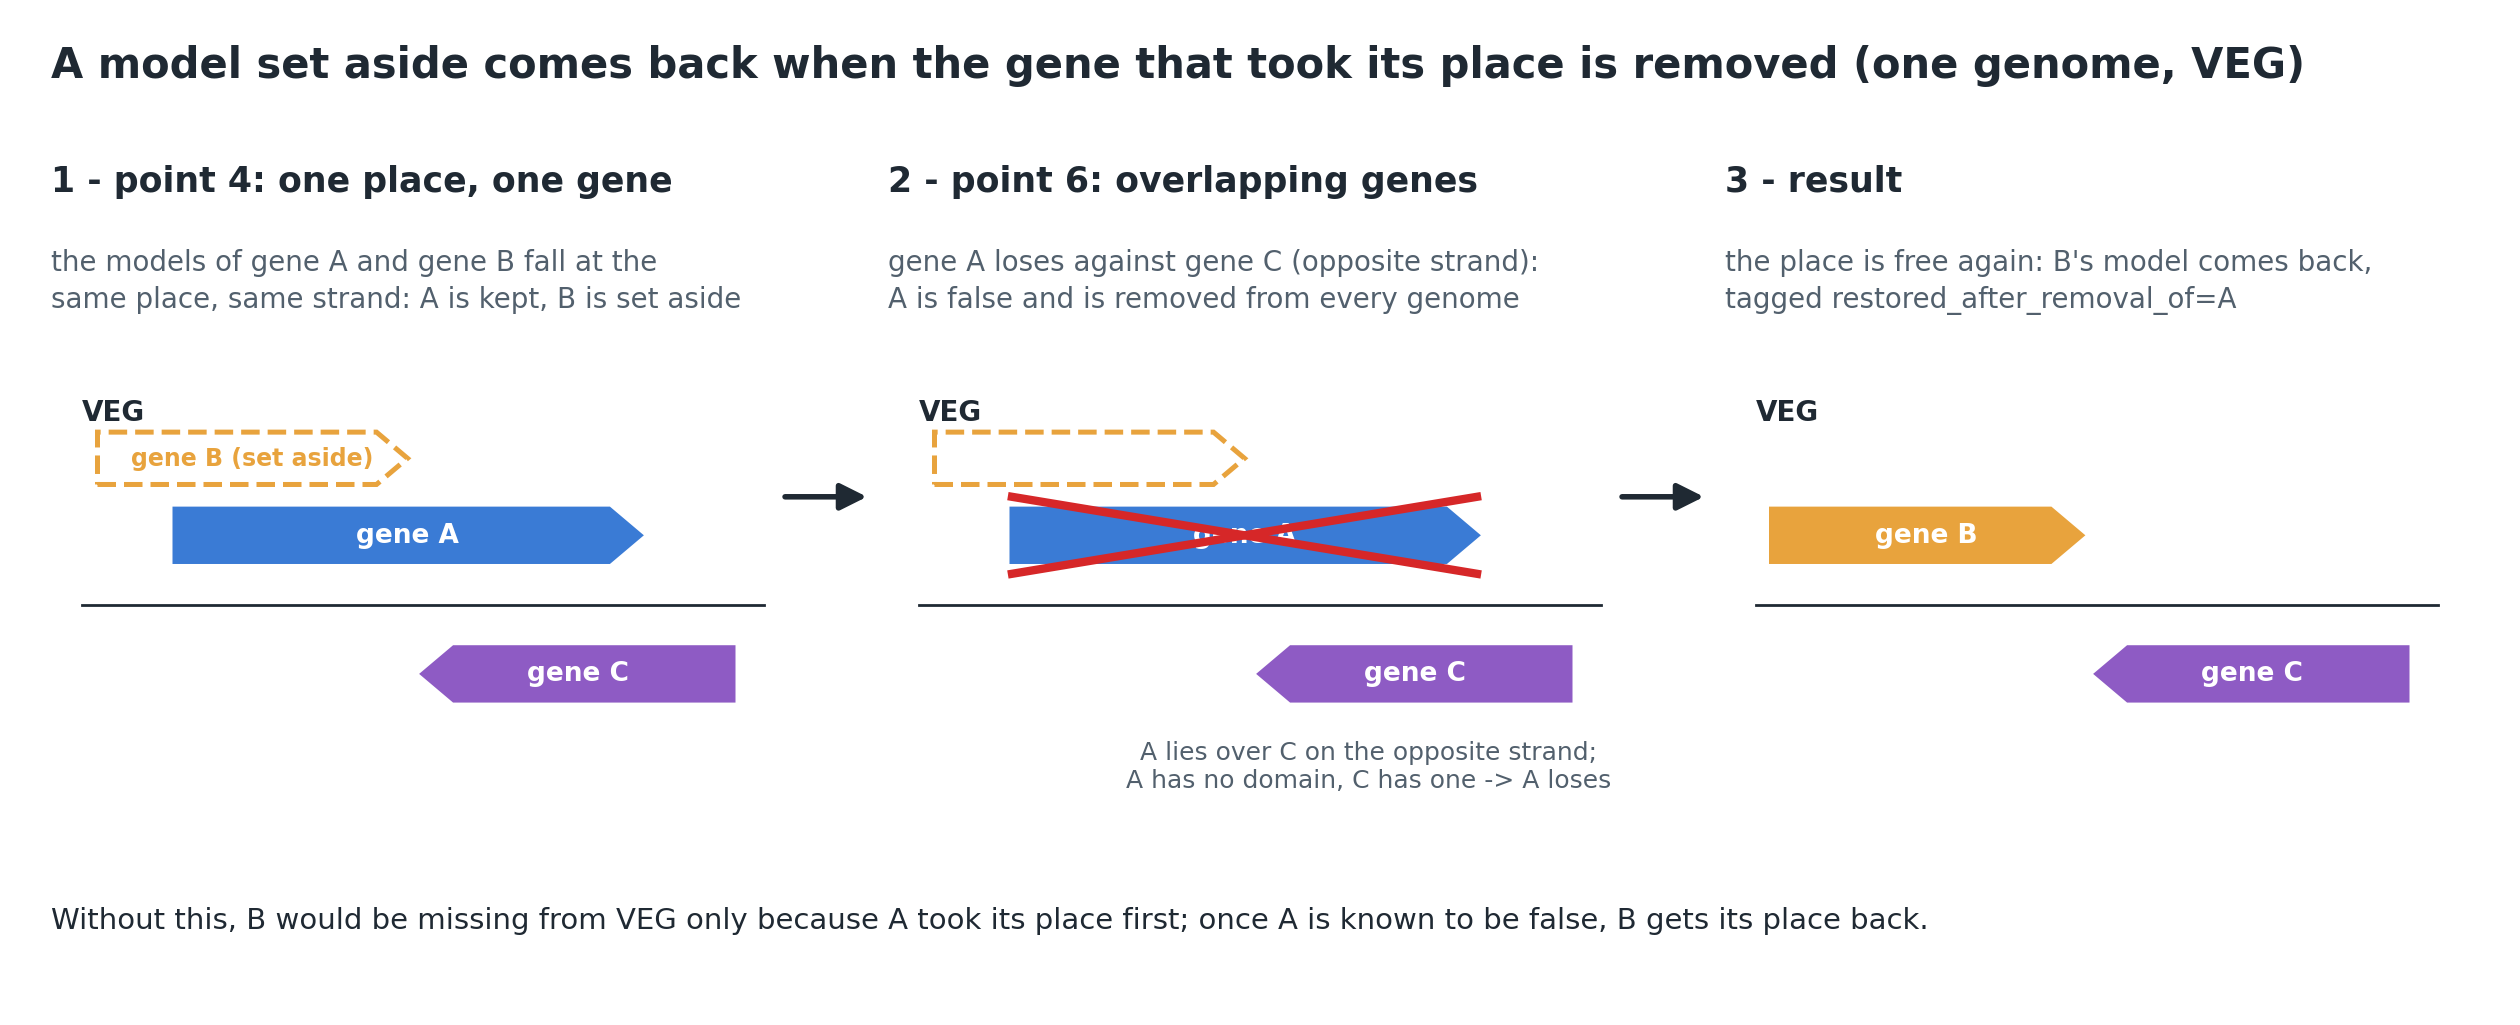 A model set aside comes back when the gene that took its place is removed (one genome, VEG)
1 - point 4: one place, one gene
the models of gene A and gene B fall at the
same place, same strand: A is kept, B is set aside
VEG
gene B (set aside)
gene A
gene C
2 - point 6: overlapping genes
gene A loses against gene C (opposite strand):
A is false and is removed from every genome
VEG
gene A
gene C
A lies over C on the opposite strand;
A has no domain, C has one -> A loses
3 - result
the place is free again: B's model comes back,
tagged restored_after_removal_of=A
VEG
gene B
gene C
Without this, B would be missing from VEG only because A took its place first; once A is known to be false, B gets its place back.